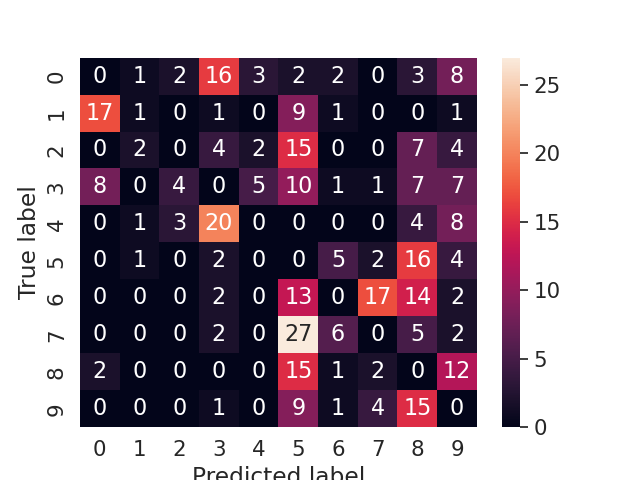 0 0 1 2 16 3 2 2 0 3 8
1 17 1 0 1 0 9 1 0 0 1
2 0 2 0 4 2 15 0 0 7 4
3 8 0 4 0 5 10 1 1 7 7
4 0 1 3 20 0 0 0 0 4 8
5 0 1 0 2 0 0 5 2 16 4
6 0 0 0 2 0 13 0 17 14 2
7 0 0 0 2 0 27 6 0 5 2
8 2 0 0 0 0 15 1 2 0 12
9 0 0 0 1 0 9 1 4 15 0
0 1 2 3 4 5 6 7 8 9
Predicted label
True label
25
20
15
10
5
0